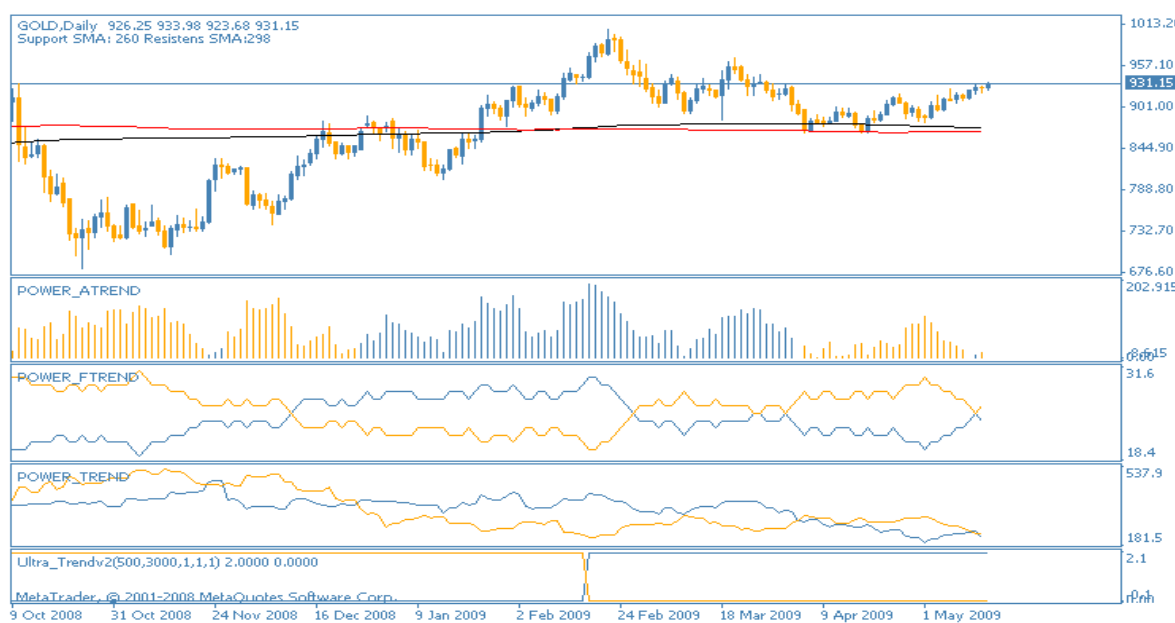 GOLD,Daily 926.25 933.98 923.68 931.15
Support SMA: 260 Resistens SMA:298
1013.20
957.10
931.15
901.00
844.90
788.80
732.70
676.60
POWER_ATREND
202.915
0.00
POWER_FTREND
31.6
18.4
POWER_TREND
537.9
181.5
Ultra_Trendv2(500,3000,1,1,1) 2.0000 0.0000
2.1
MetaTrader, © 2001-2008 MetaQuotes Software Corp.
9 Oct 2008 31 Oct 2008 24 Nov 2008 16 Dec 2008 9 Jan 2009 2 Feb 2009 24 Feb 2009 18 Mar 2009 9 Apr 2009 1 May 2009